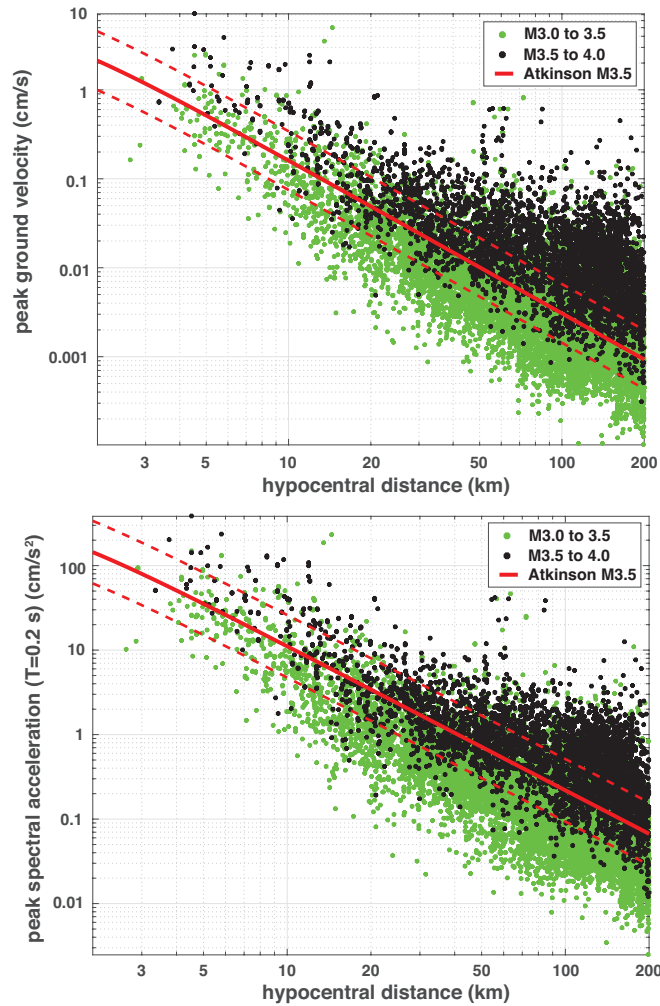 10
1
0.1
0.01
0.001
peak ground velocity (cm/s)
M3.0 to 3.5
M3.5 to 4.0
Atkinson M3.5
3 5 10 20 50 100 200
hypocentral distance (km)
100
10
1
0.1
0.01
peak spectral acceleration (T=0.2 s) (cm/s²)
M3.0 to 3.5
M3.5 to 4.0
Atkinson M3.5
3 5 10 20 50 100 200
hypocentral distance (km)